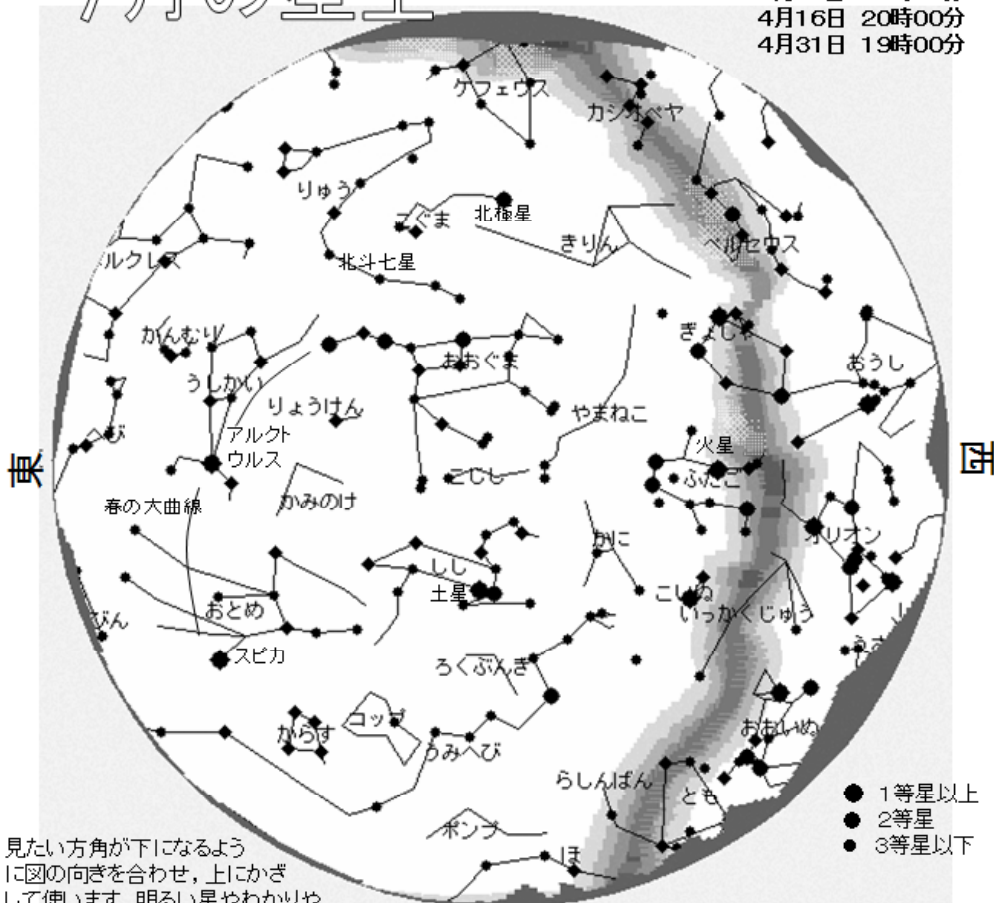 4月の星空
4月16日 20時00分
4月31日 19時00分
ケフェウス
カシオペヤ
りゅう
こぐま
北極星
きりん
ペルセウス
ルクレス
北斗七星
かんむり
ぎょしゃ
おうし
おおぐま
うしかい
りょうけん
やまねこ
び
アルクト
ウルス
火星
東
西
こじし
ふたご
かみのけ
春の大曲線
オリオン
かに
しし
土星
こいぬ
いっかくじゅう
おとめ
びん
スピカ
うさ
ろくぶんぎ
コップ
からす
うみへび
おおいぬ
らしんばん
とも
ポンプ
ほ
1等星以上
2等星
3等星以下
見たい方角が下になるよう
に図の向きを合わせ，上にかざ
して使います。明るい星やわかりや